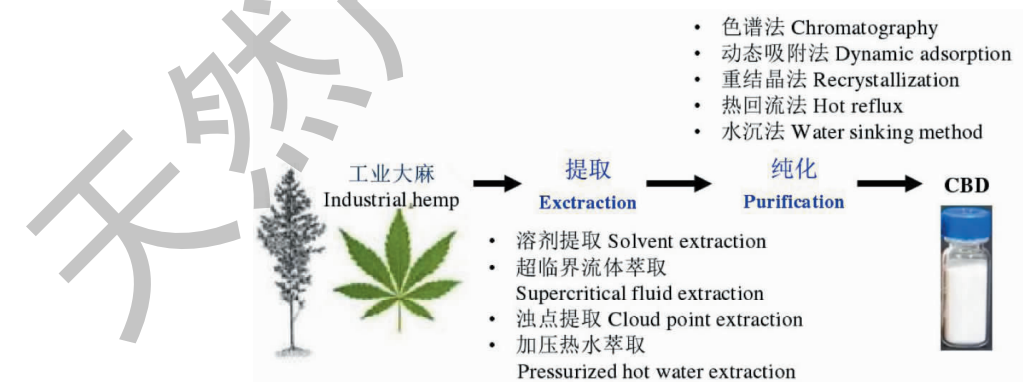 • 色谱法 Chromatography
• 动态吸附法 Dynamic adsorption
• 重结晶法 Recrystallization
• 热回流法 Hot reflux
• 水沉法 Water sinking method
工业大麻
Industrial hemp
提取
Exctraction
纯化
Purification
CBD
• 溶剂提取 Solvent extraction
• 超临界流体萃取
Supercritical fluid extraction
• 浊点提取 Cloud point extraction
• 加压热水萃取
Pressurized hot water extraction
天然